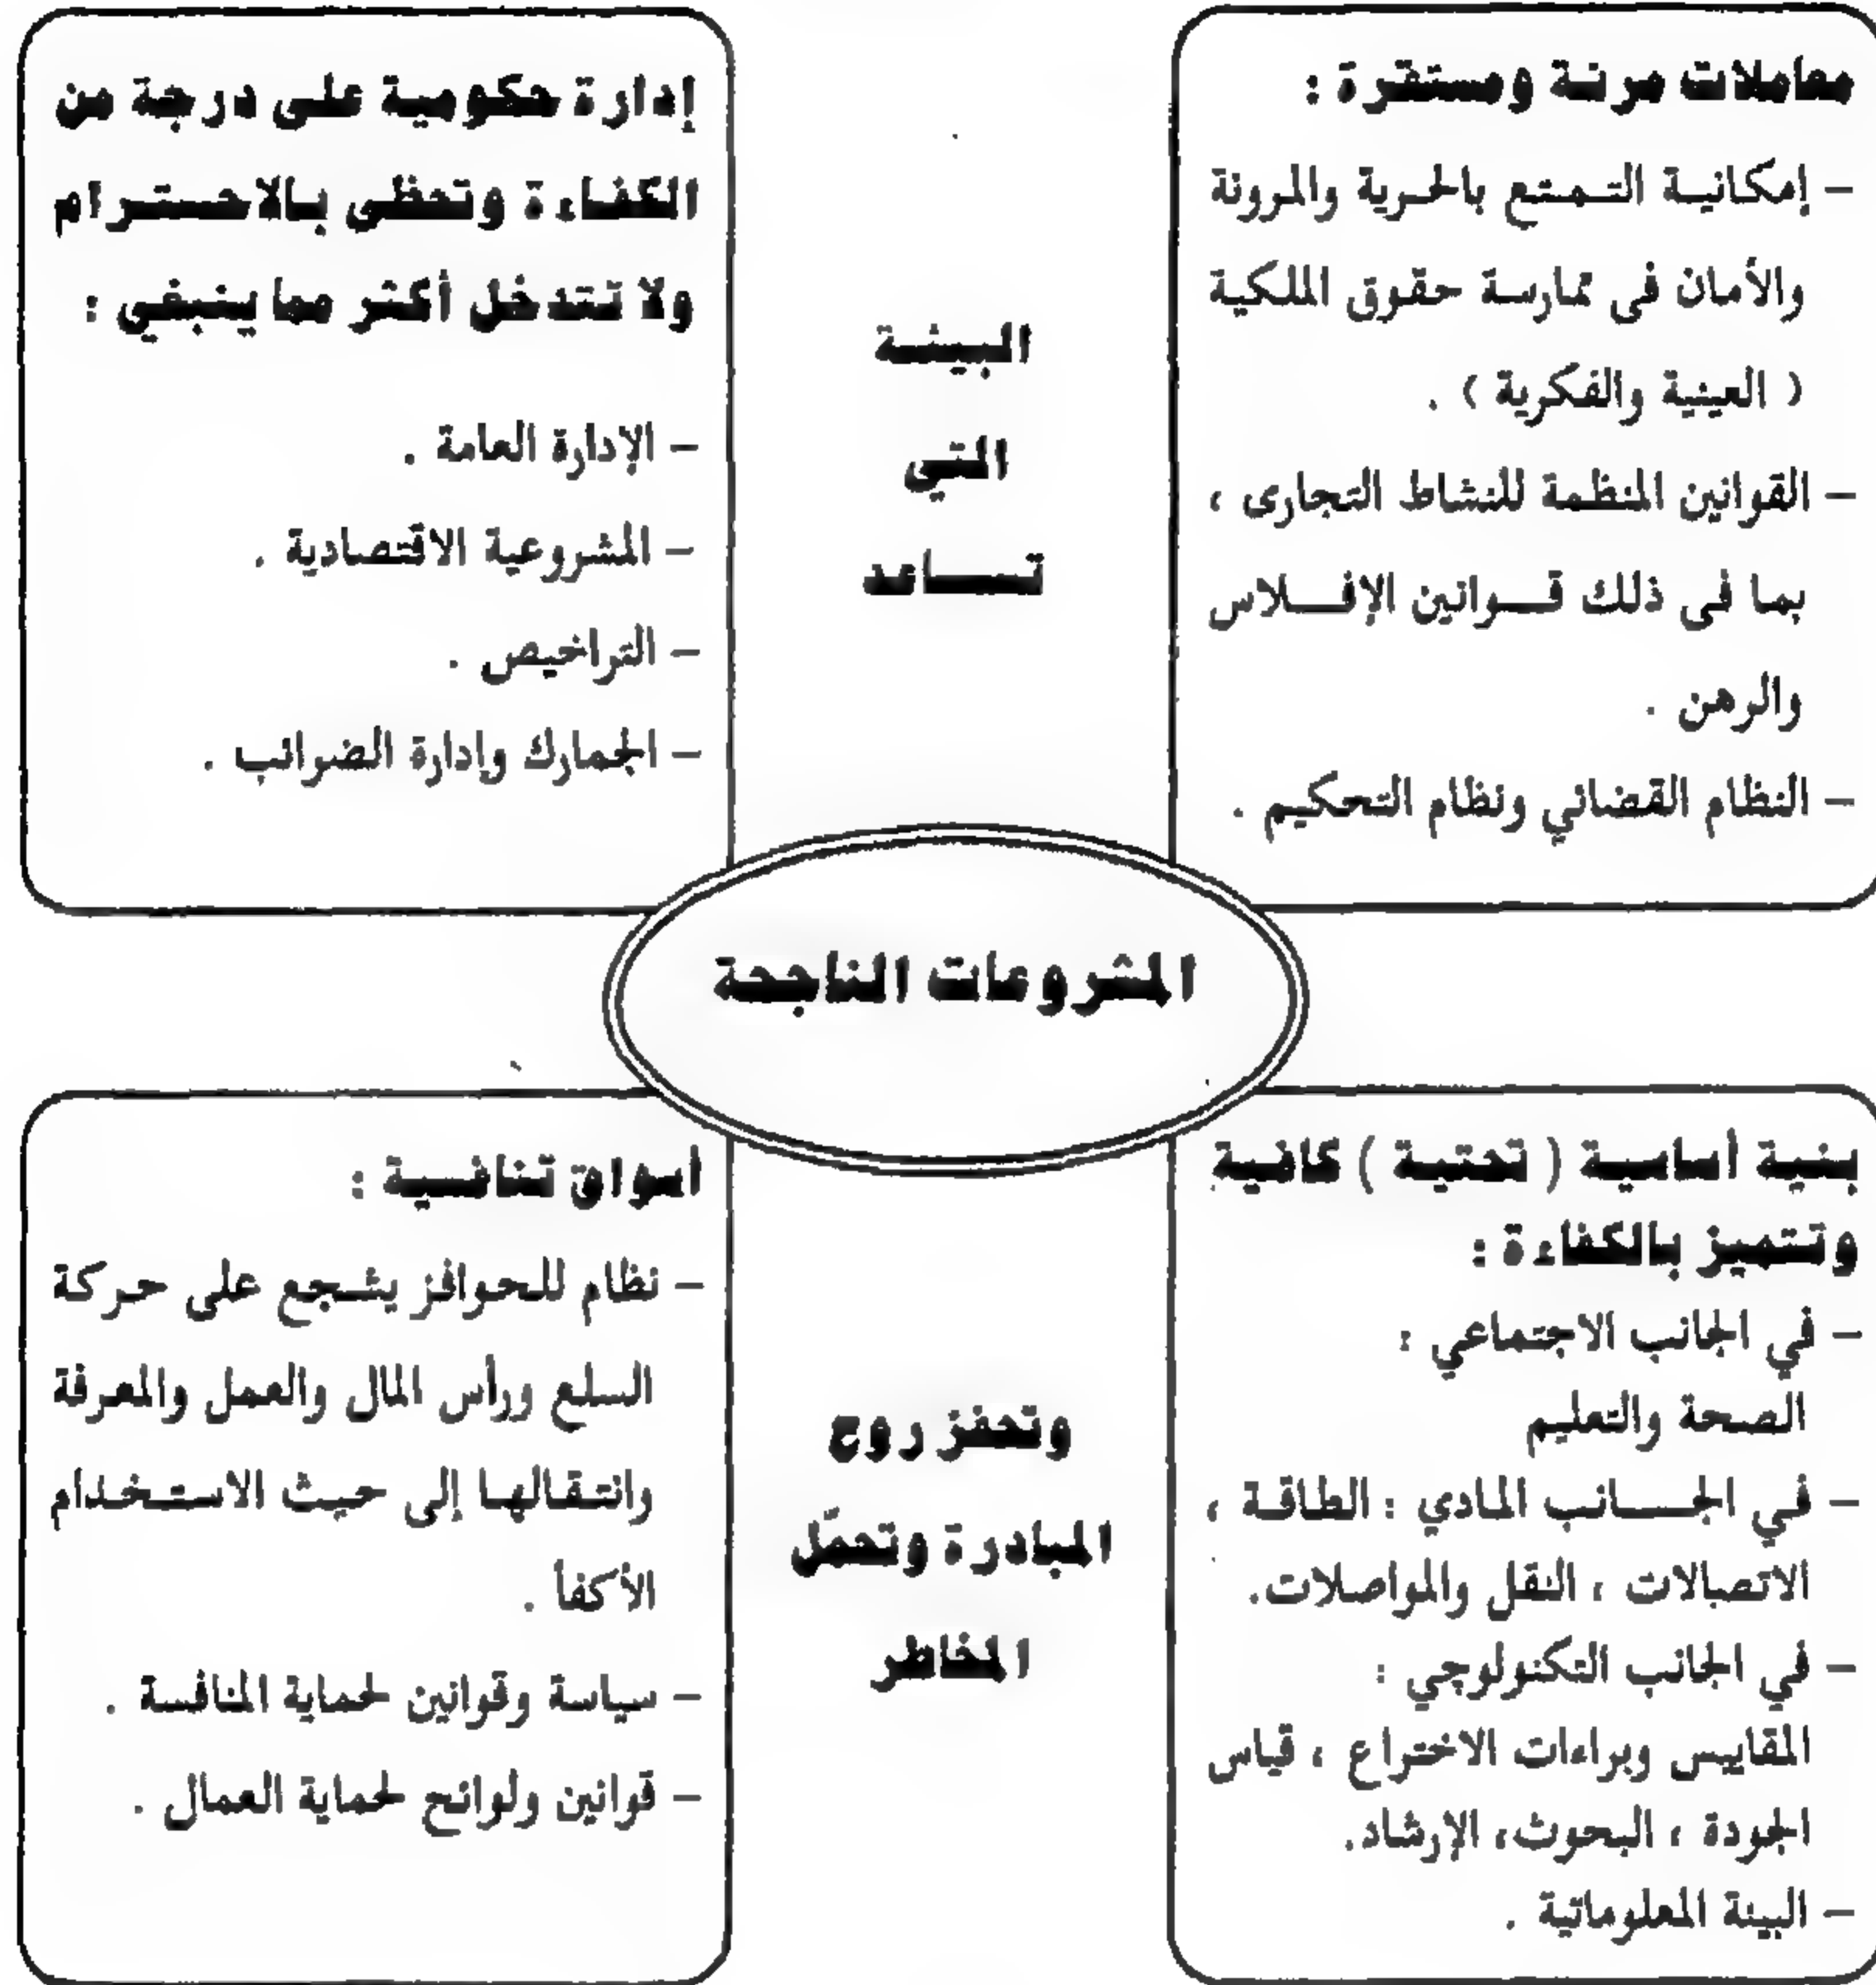 معاملات مرنة ومستقرة :
– إمكانية التمتع بالحرية والمرونة
والأمان فى ممارسة حقوق الملكية
( العينية والفكرية ) .
– القوانين المنظمة للنشاط التجارى ،
بما فى ذلك قوانين الإفلاس
والرهن .
– النظام القضائي ونظام التحكيم .
البيئة
التي
تساعد
إدارة حكومية على درجة من
الكفاءة وتحظى بالاحترام
ولا تتدخل أكثر مما ينبغي :
– الإدارة العامة .
– المشروعية الاقتصادية .
– التراخيص .
– الجمارك وإدارة الضرائب .
المشروعات الناجحة
بنية أساسية ( تحتية ) كافية
وتتميز بالكفاءة :
– في الجانب الاجتماعي :
الصحة والتعليم
– في الجانب المادي : الطاقة ،
الاتصالات ، النقل والمواصلات.
– في الجانب التكنولوجي :
المقاييس وبراءات الاختراع ، قياس
الجودة ، البحوث، الإرشاد.
– البيئة المعلوماتية .
وتحفز روح
المبادرة وتحمّل
المخاطر
أسواق تنافسية :
– نظام للحوافز يشجع على حركة
السلع ورأس المال والعمل والمعرفة
وانتقالها إلى حيث الاستخدام
الأكفأ .
– سياسة وقوانين لحماية المنافسة .
– قوانين ولوائح لحماية العمال .